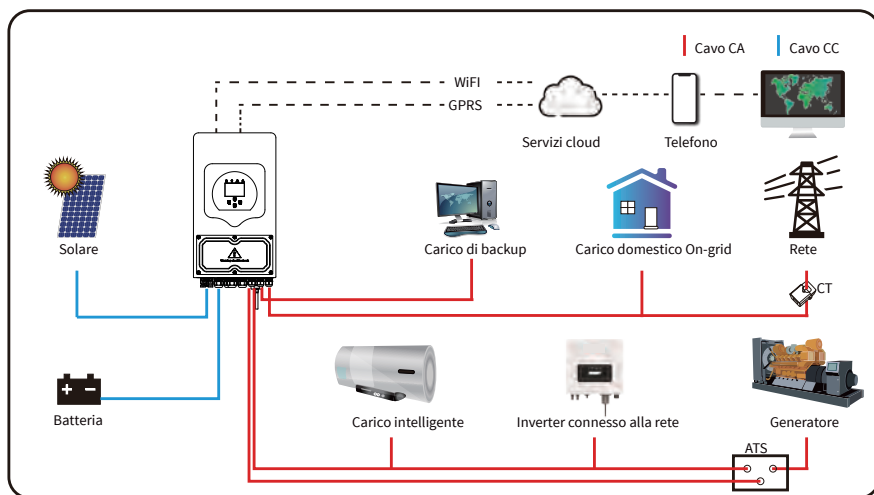 Cavo CA
Cavo CC
WiFI
GPRS
Servizi cloud
Telefono
Solare
Carico di backup
Carico domestico On-grid
Rete
CT
Batteria
Carico intelligente
Inverter connesso alla rete
Generatore
ATS